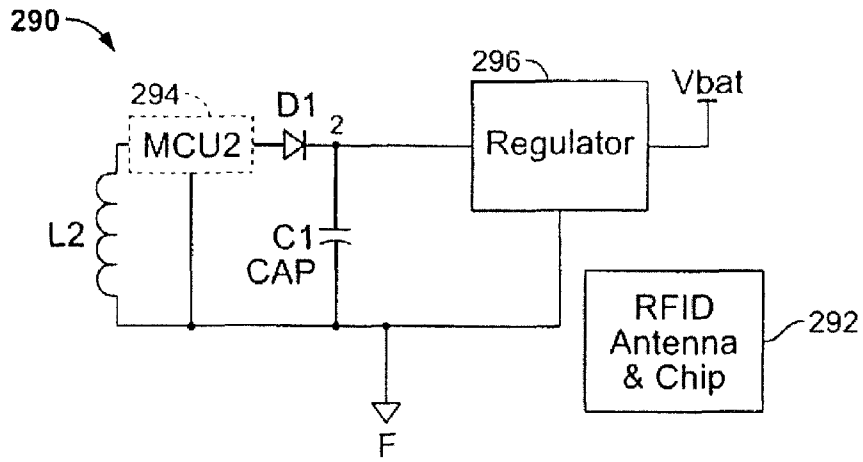 290
294
MCU2
D1
2
296
Regulator
Vbat
L2
C1
CAP
RFID
Antenna
& Chip
292
F